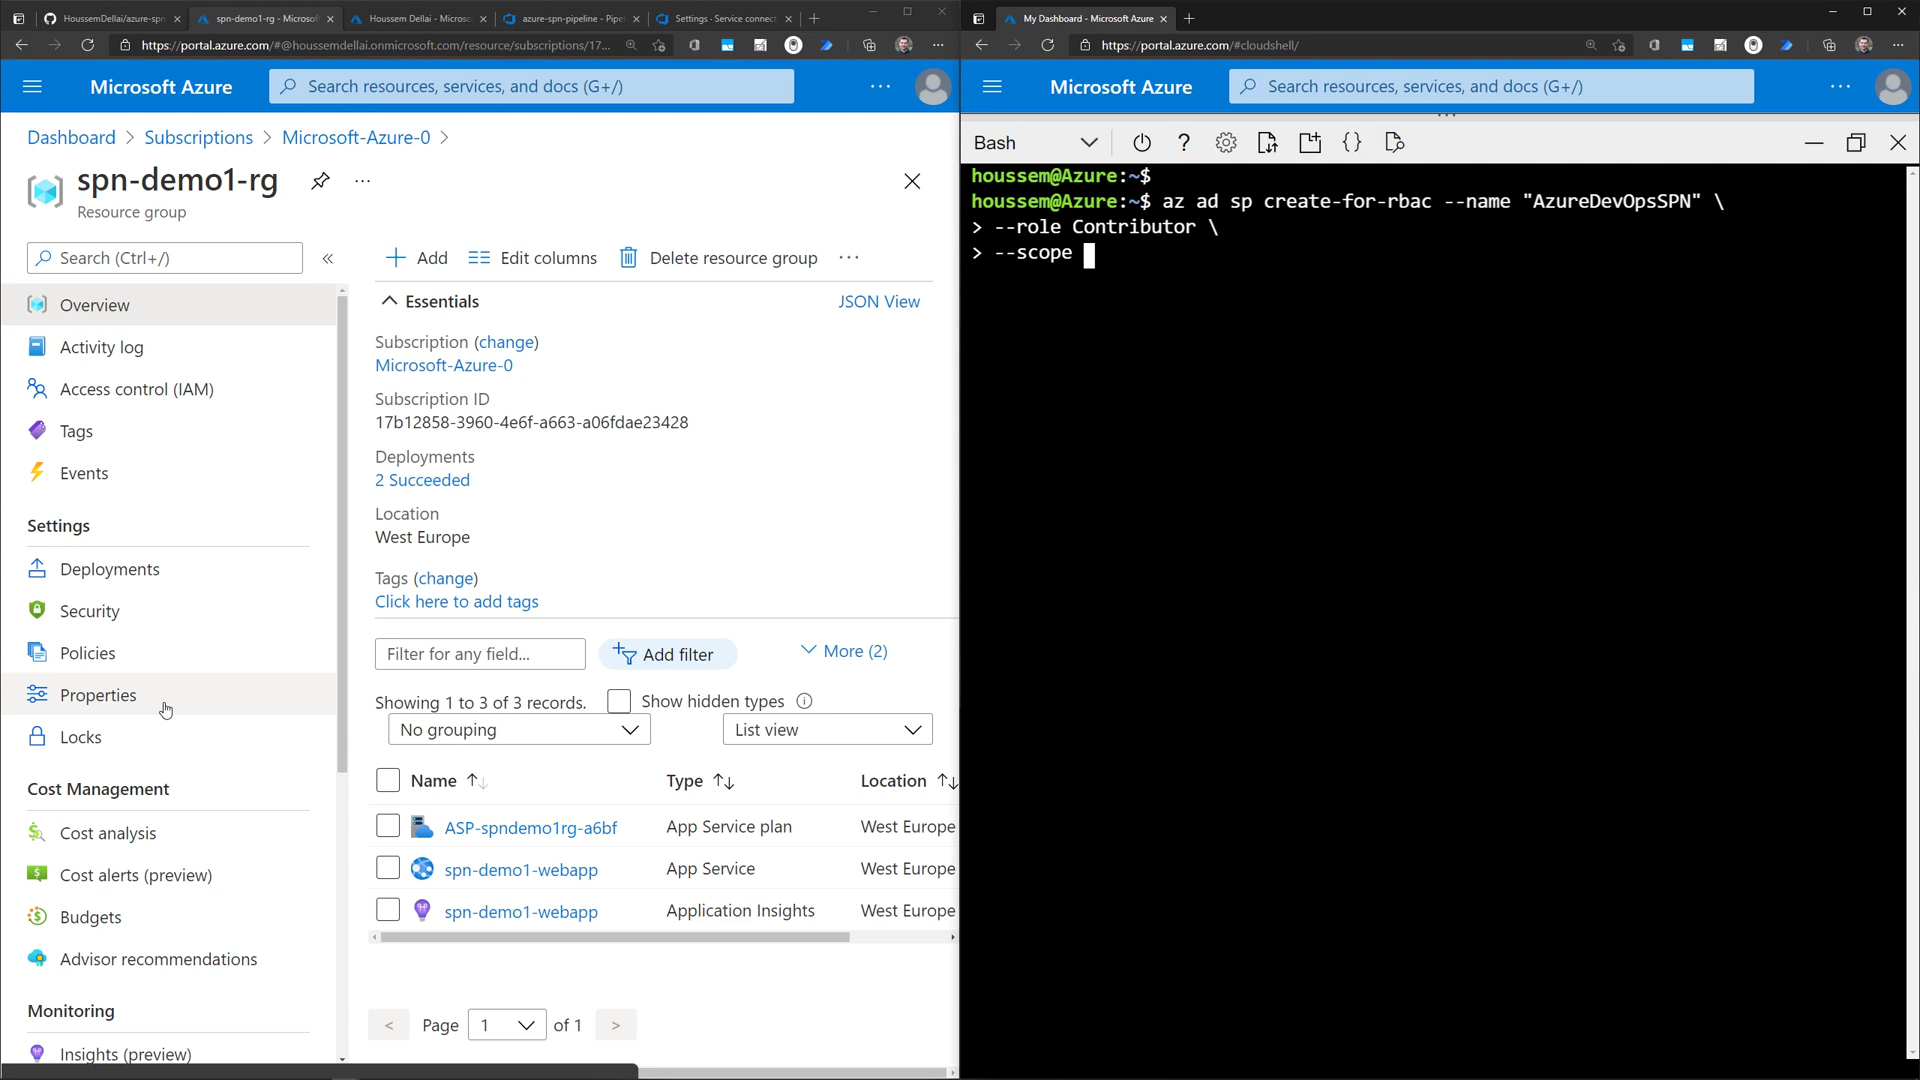 HoussemDellai/azure-spn
spn-demo1-rg - Microsof
Houssem Dellai - Microso
azure-spn-pipeline - Pipel
Settings · Service connect
https://portal.azure.com/#@houssemdellai.onmicrosoft.com/resource/subscriptions/17...
Microsoft Azure
Search resources, services, and docs (G+/)
Dashboard > Subscriptions > Microsoft-Azure-0 >
spn-demo1-rg
Resource group
Search (Ctrl+/)
«
Overview
Activity log
Access control (IAM)
Tags
Events
Settings
Deployments
Security
Policies
Properties
Locks
Cost Management
Cost analysis
Cost alerts (preview)
Budgets
Advisor recommendations
Monitoring
Insights (preview)
Add
Edit columns
Delete resource group
Essentials
JSON View
Subscription (change)
Microsoft-Azure-0
Subscription ID
17b12858-3960-4e6f-a663-a06fdae23428
Deployments
2 Succeeded
Location
West Europe
Tags (change)
Click here to add tags
Filter for any field...
Add filter
More (2)
Showing 1 to 3 of 3 records.
Show hidden types
No grouping
List view
Name Type Location
ASP-spndemo1rg-a6bf App Service plan West Europe
spn-demo1-webapp App Service West Europe
spn-demo1-webapp Application Insights West Europe
< Page 1 of 1 >
My Dashboard - Microsoft Azure
https://portal.azure.com/#cloudshell/
Microsoft Azure
Search resources, services, and docs (G+/)
Bash
houssem@Azure:~$
houssem@Azure:~$ az ad sp create-for-rbac --name "AzureDevOpsSPN" \
> --role Contributor \
> --scope